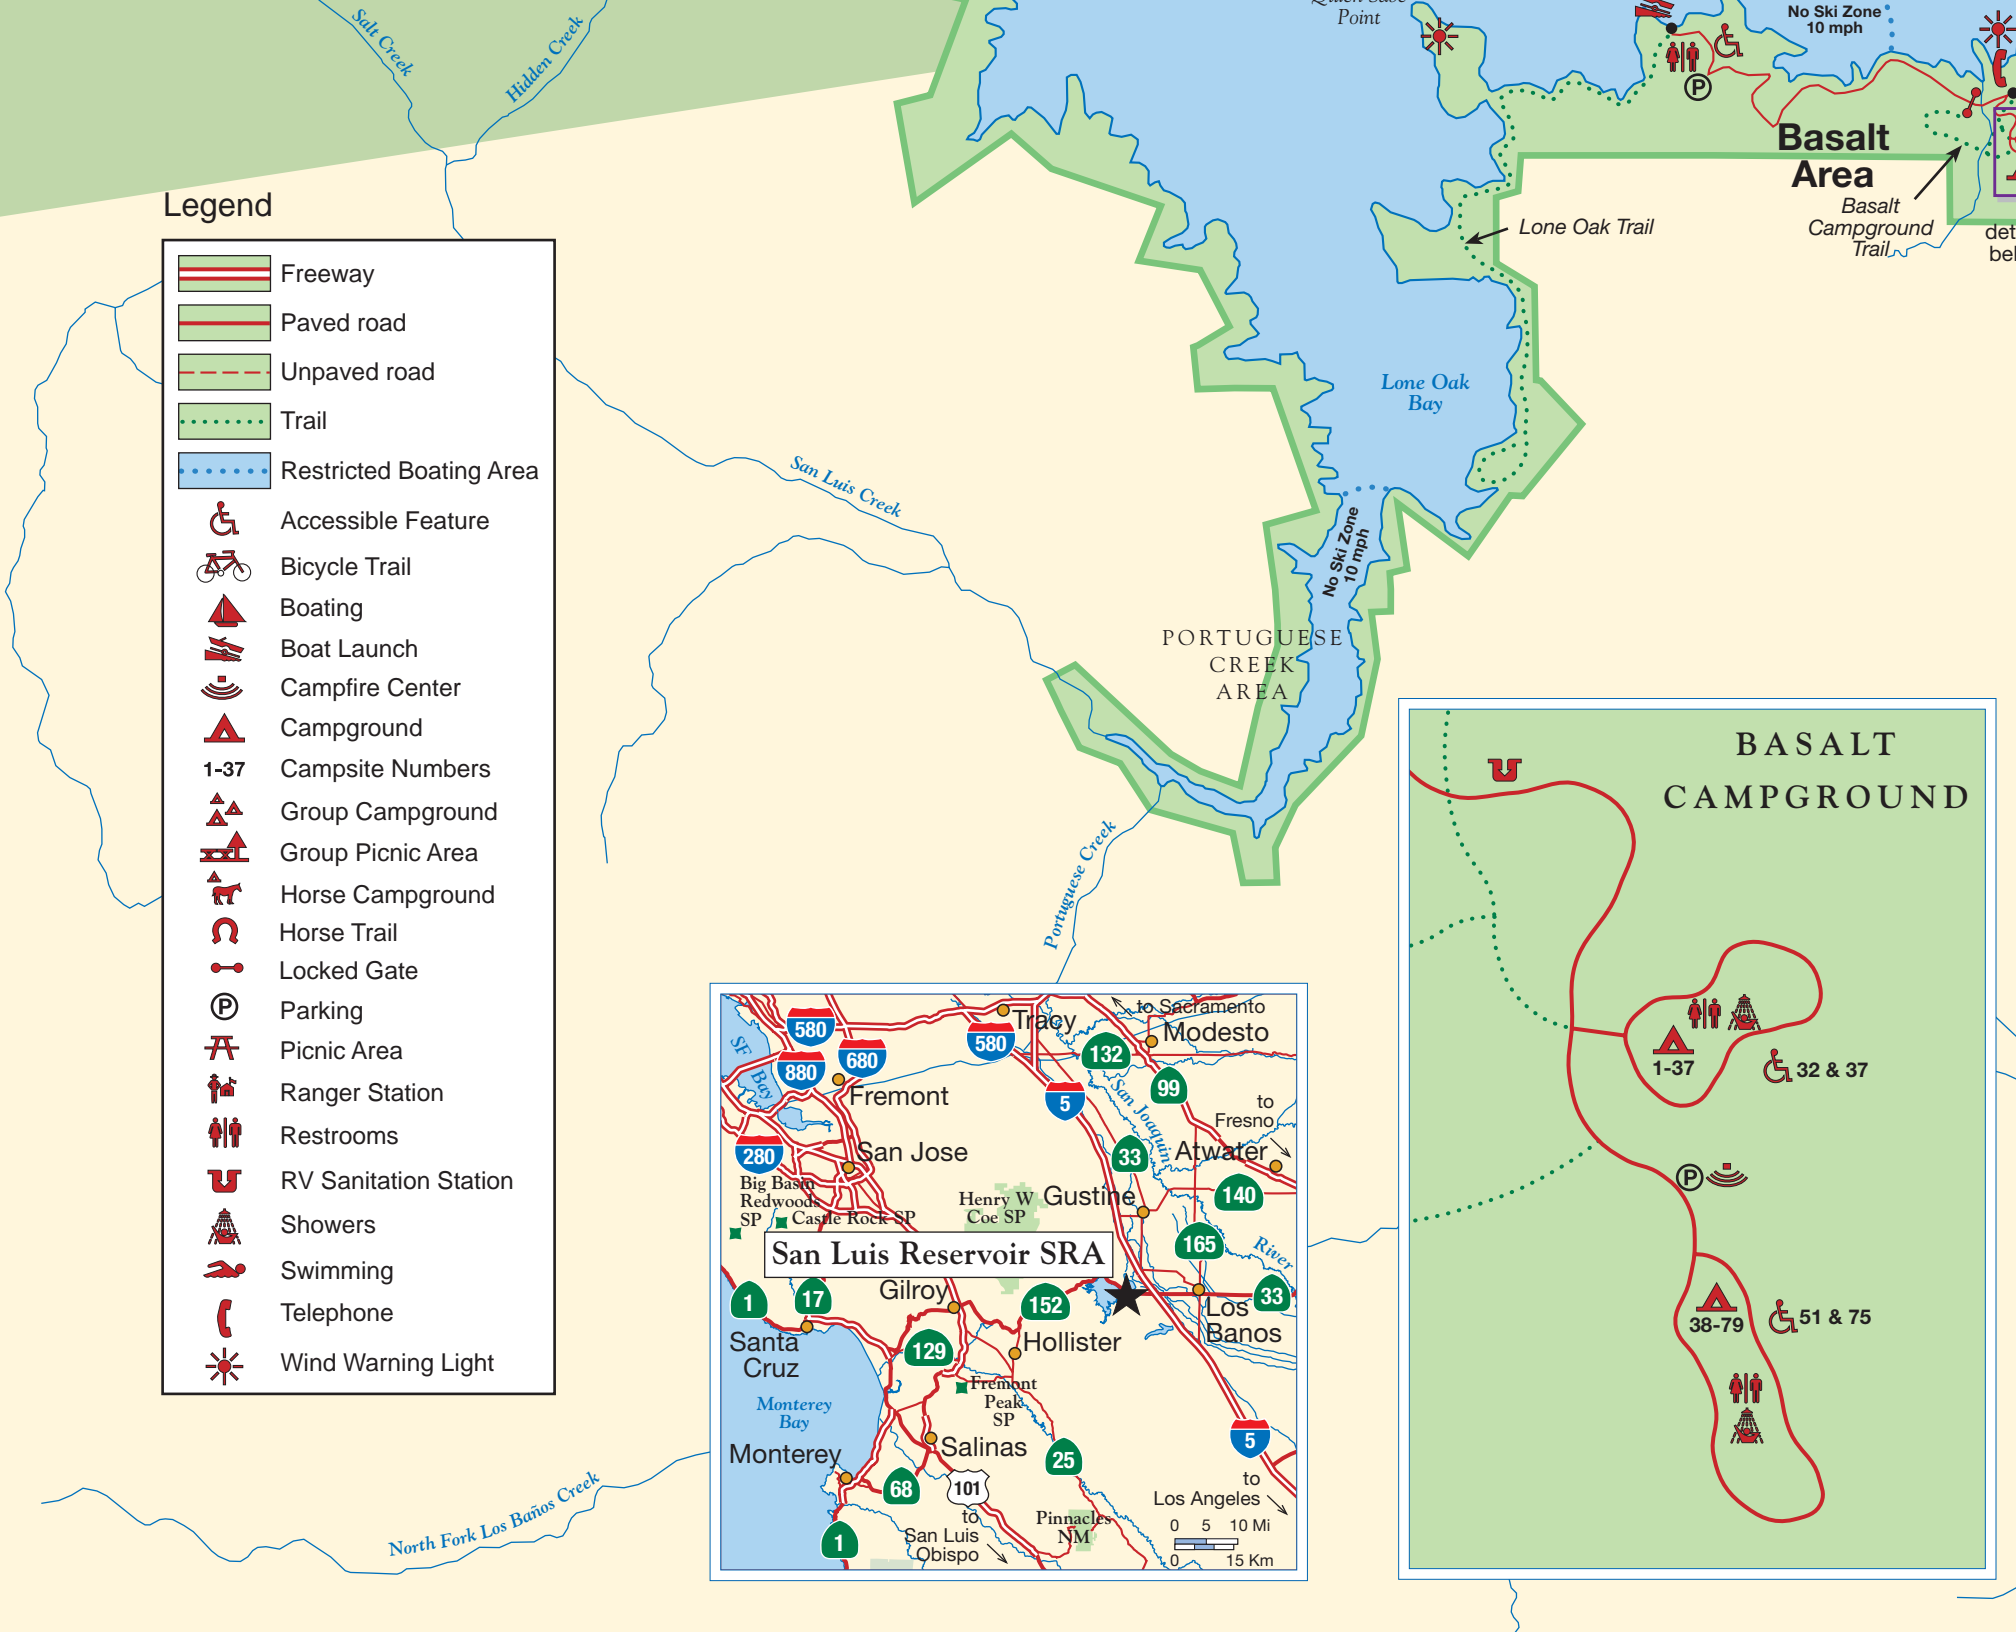 Salt Creek
Hidden Creek
Point
No Ski Zone
10 mph
P
Basalt
Area
Basalt
Campground
Trail
Lone Oak Trail
Lone Oak
Bay
San Luis Creek
No Ski Zone
10 mph
PORTUGUESE
CREEK
AREA
Portuguese Creek
North Fork Los Baños Creek
Legend
Freeway
Paved road
Unpaved road
Trail
Restricted Boating Area
Accessible Feature
Bicycle Trail
Boating
Boat Launch
Campfire Center
Campground
1-37 Campsite Numbers
Group Campground
Group Picnic Area
Horse Campground
Horse Trail
Locked Gate
P Parking
Picnic Area
Ranger Station
Restrooms
RV Sanitation Station
Showers
Swimming
Telephone
Wind Warning Light
to Sacramento
Tracy
Modesto
580
580
680
880
132
99
5
SF
Bay
Fremont
San Joaquin
to
Fresno
280
San Jose
33
Atwater
140
Big Basin
Redwoods
SP
Castle Rock SP
Henry W
Coe SP
Gustine
165
River
San Luis Reservoir SRA
Gilroy
1
17
152
33
Los
Banos
Santa
Cruz
129
Hollister
Fremont
Peak
SP
Monterey
Bay
Monterey
Salinas
25
5
68
101
to
Los Angeles
to
San Luis
Obispo
Pinnacles
NM
1
0 5 10 Mi
0 15 Km
BASALT
CAMPGROUND
1-37
32 & 37
P
38-79
51 & 75